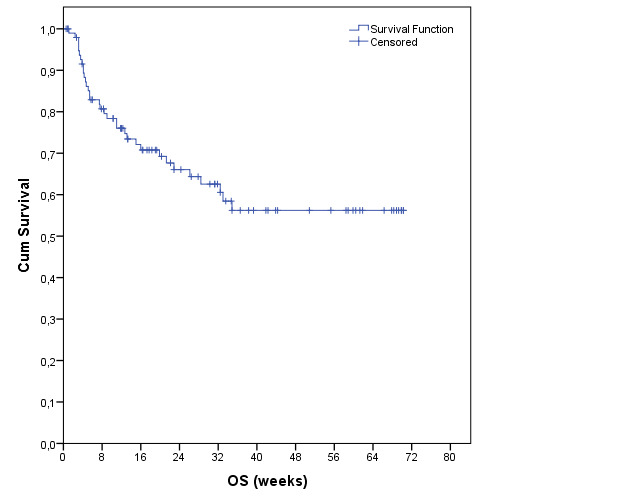 Survival Function
Censored
1,0
0,9
0,8
0,7
0,6
0,5
0,4
0,3
0,2
0,1
0,0
Cum Survival
0 8 16 24 32 40 48 56 64 72 80
OS (weeks)